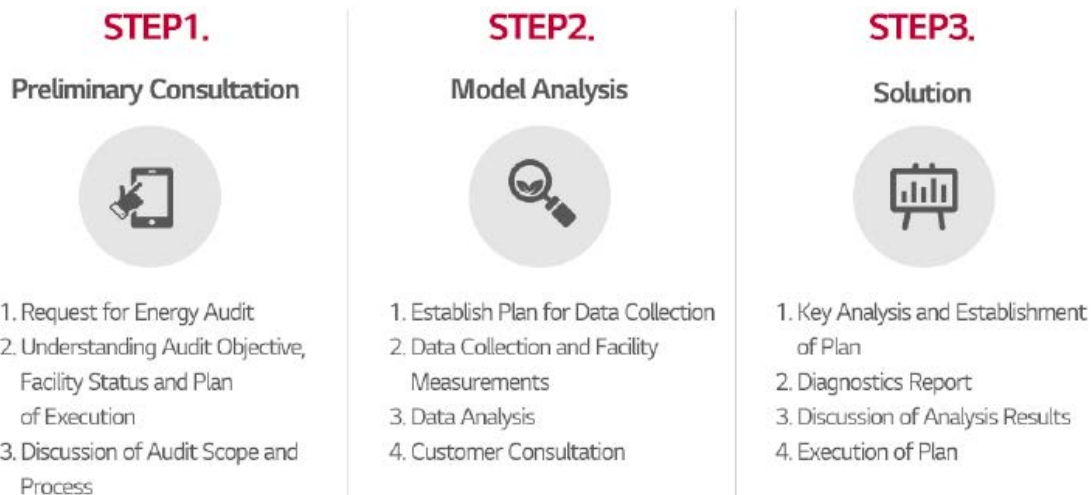 STEP1.
Preliminary Consultation
1. Request for Energy Audit
2. Understanding Audit Objective,
Facility Status and Plan
of Execution
3. Discussion of Audit Scope and
Process
STEP2.
Model Analysis
1. Establish Plan for Data Collection
2. Data Collection and Facility
Measurements
3. Data Analysis
4. Customer Consultation
STEP3.
Solution
1. Key Analysis and Establishment
of Plan
2. Diagnostics Report
3. Discussion of Analysis Results
4. Execution of Plan